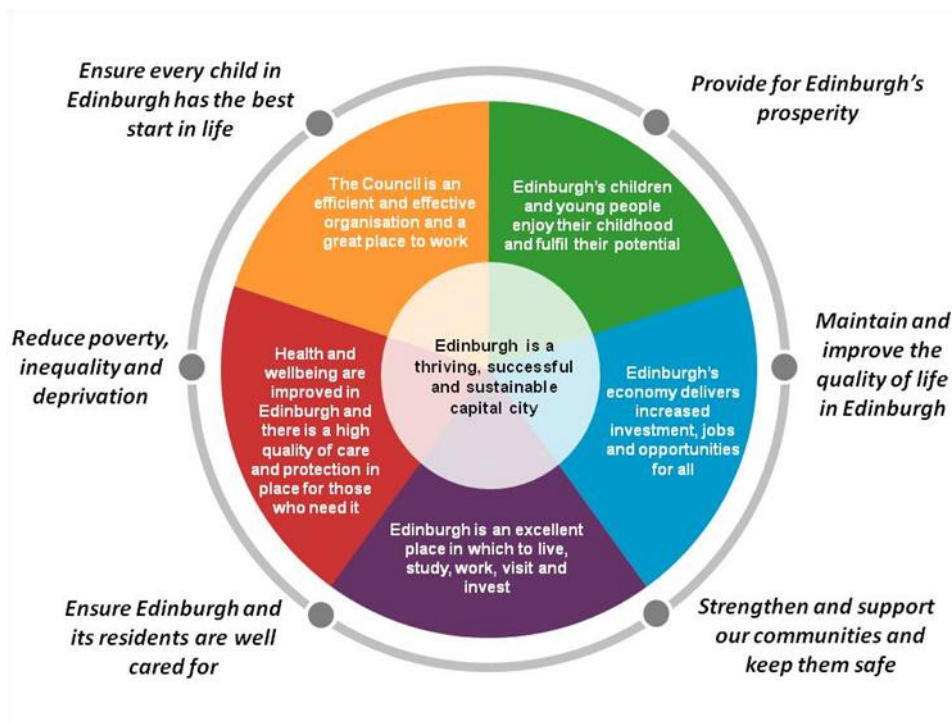 Ensure every child in
Edinburgh has the best
start in life
Provide for Edinburgh's
prosperity
The Council is an
efficient and effective
organisation and a
great place to work
Edinburgh's children
and young people
enjoy their childhood
and fulfil their potential
Reduce poverty,
inequality and
deprivation
Health and
wellbeing are
improved in
Edinburgh and
there is a high
quality of care
and protection in
place for those
who need it
Edinburgh is a
thriving, successful
and sustainable
capital city
Edinburgh's
economy delivers
increased
investment, jobs
and opportunities
for all
Maintain and
improve the
quality of life
in Edinburgh
Edinburgh is an excellent
place in which to live,
study, work, visit and
invest
Ensure Edinburgh and
its residents are well
cared for
Strengthen and support
our communities and
keep them safe